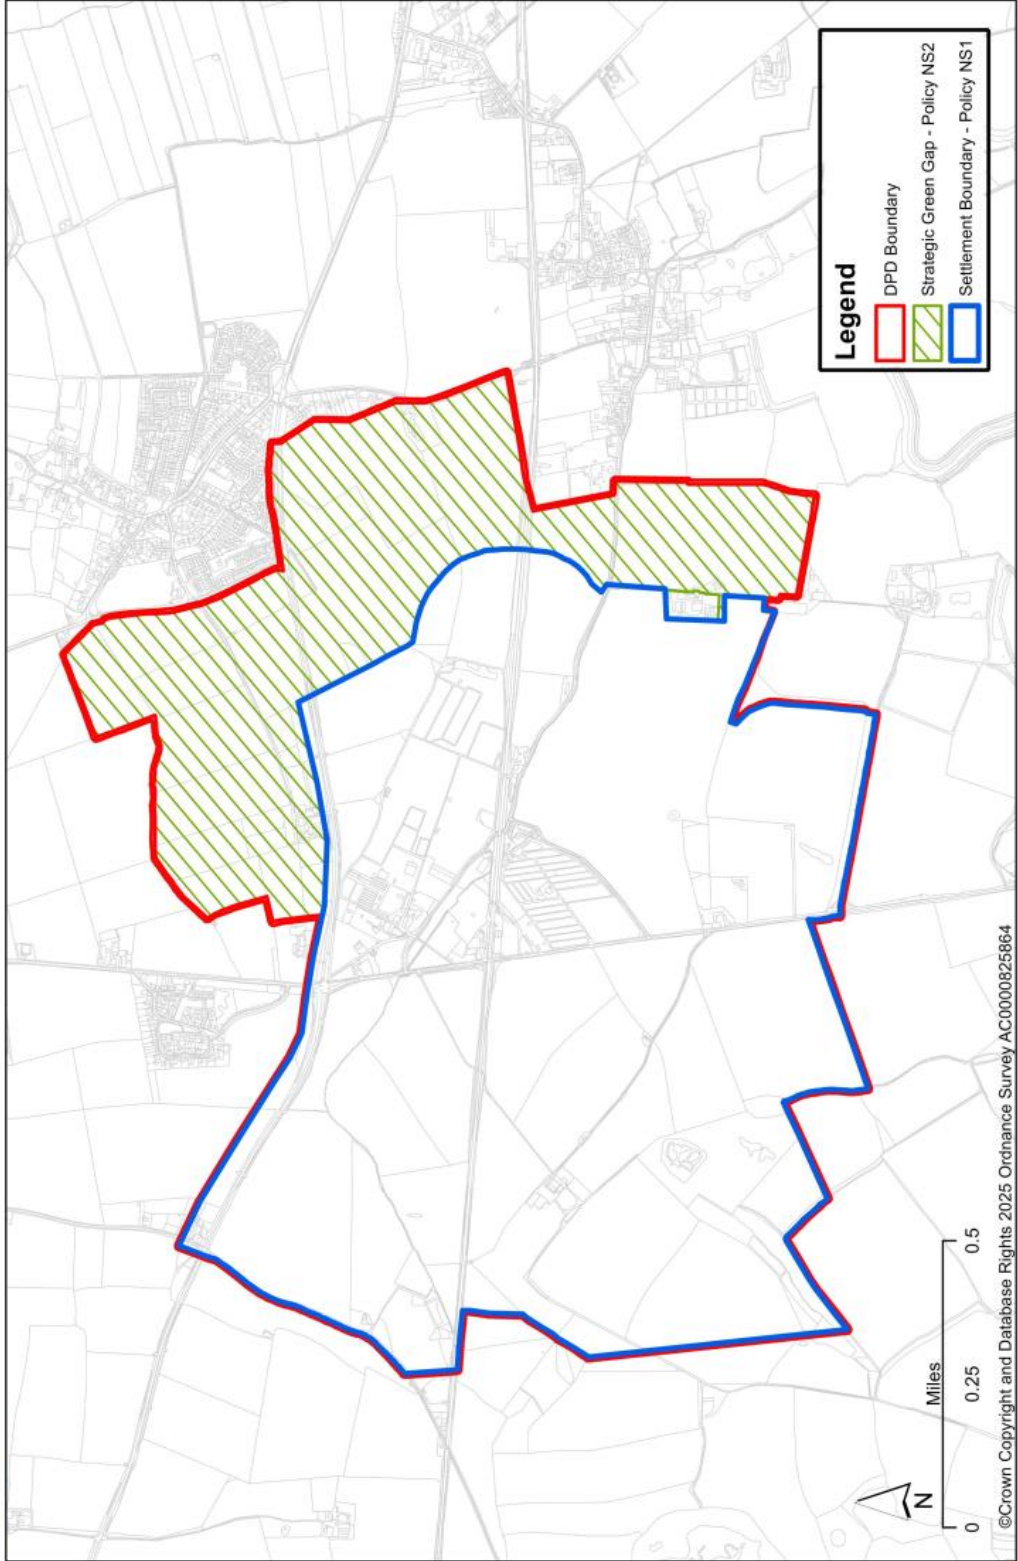 Legend
DPD Boundary
Strategic Green Gap - Policy NS2
Settlement Boundary - Policy NS1
N
Miles
0 0.25 0.5
©Crown Copyright and Database Rights 2025 Ordnance Survey AC0000825864